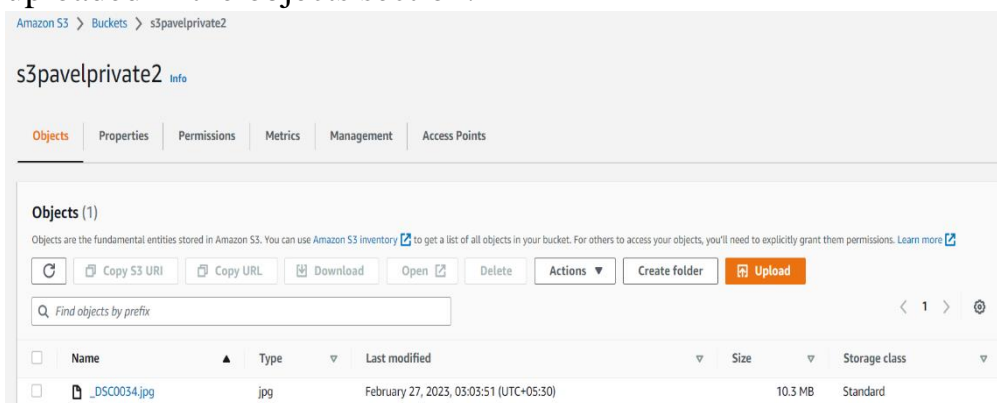 Amazon S3 > Buckets > s3pavelprivate2
s3pavelprivate2 Info
Objects Properties Permissions Metrics Management Access Points
Objects (1)
Objects are the fundamental entities stored in Amazon S3. You can use Amazon S3 inventory to get a list of all objects in your bucket. For others to access your objects, you'll need to explicitly grant them permissions. Learn more
Copy S3 URI Copy URL Download Open Delete Actions Create folder Upload
Find objects by prefix
1
Name Type Last modified Size Storage class
_DSC0034.jpg jpg February 27, 2023, 03:03:51 (UTC+05:30) 10.3 MB Standard